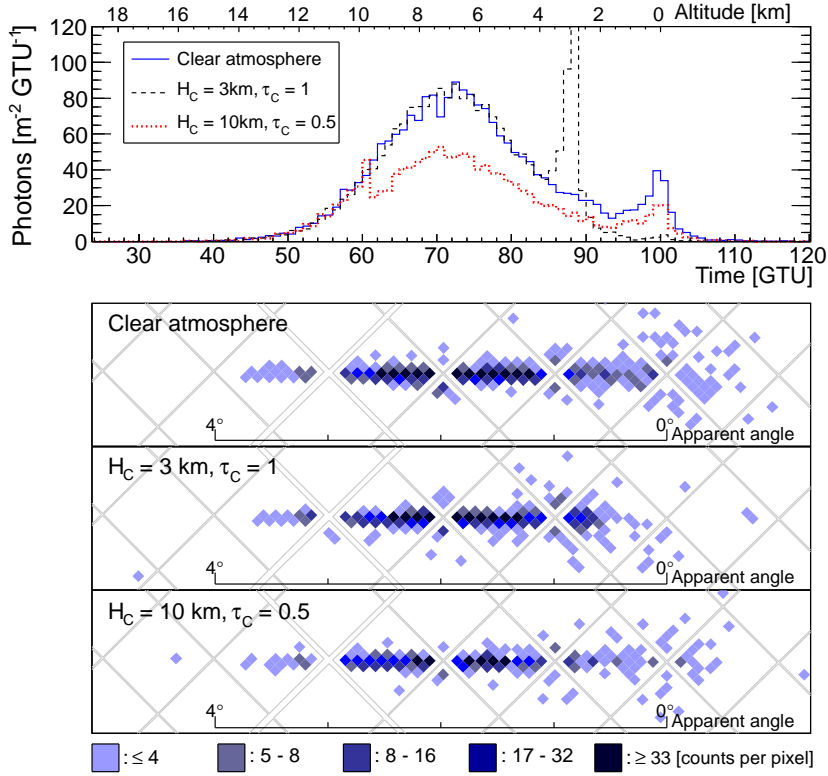 18 16 14 12 10 8 6 4 2 0 Altitude [km]
Photons [m⁻² GTU⁻¹]
120
100
80
60
40
20
0
Clear atmosphere
H_C = 3km, τ_C = 1
H_C = 10km, τ_C = 0.5
30 40 50 60 70 80 90 100 110 120
Time [GTU]
Clear atmosphere
4° 0° Apparent angle
H_C = 3 km, τ_C = 1
4° 0° Apparent angle
H_C = 10 km, τ_C = 0.5
4° 0° Apparent angle
: ≤ 4 : 5 - 8 : 8 - 16 : 17 - 32 : ≥ 33 [counts per pixel]